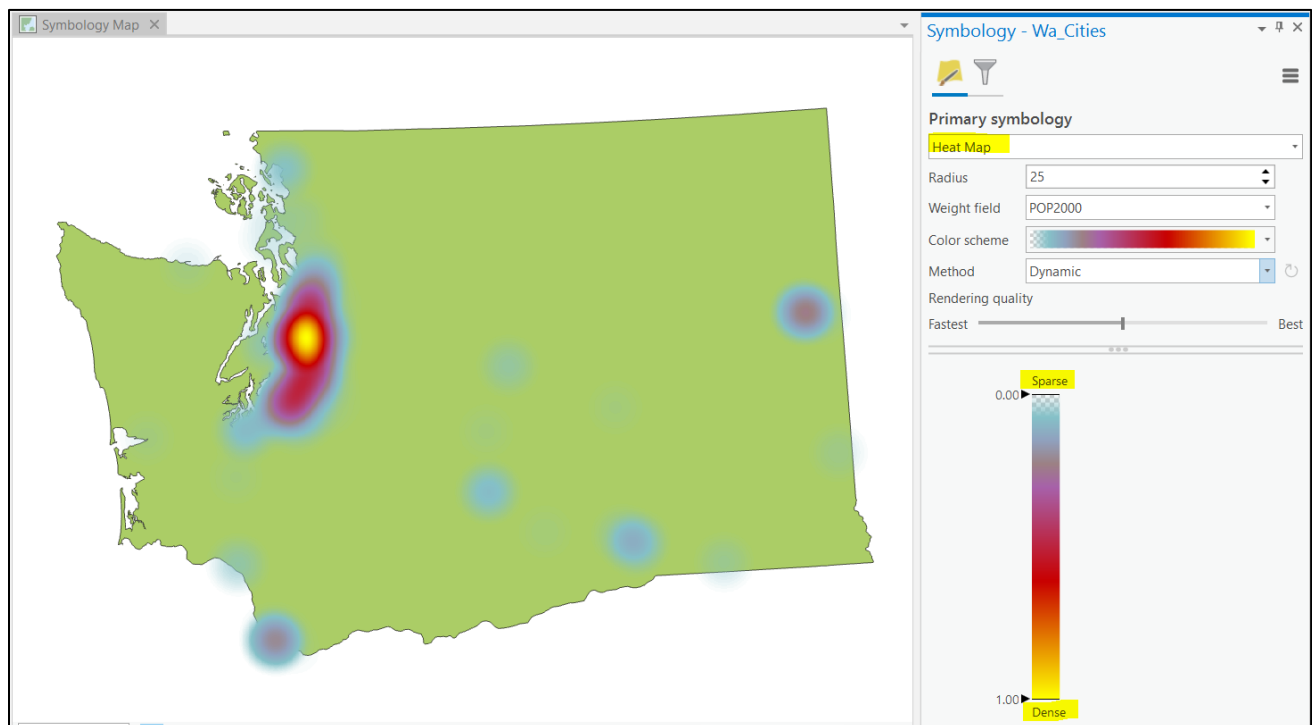 Symbology Map
Symbology - Wa_Cities
Primary symbology
Heat Map
Radius 25
Weight field POP2000
Color scheme
Method Dynamic
Rendering quality
Fastest Best
Sparse
0.00
1.00
Dense